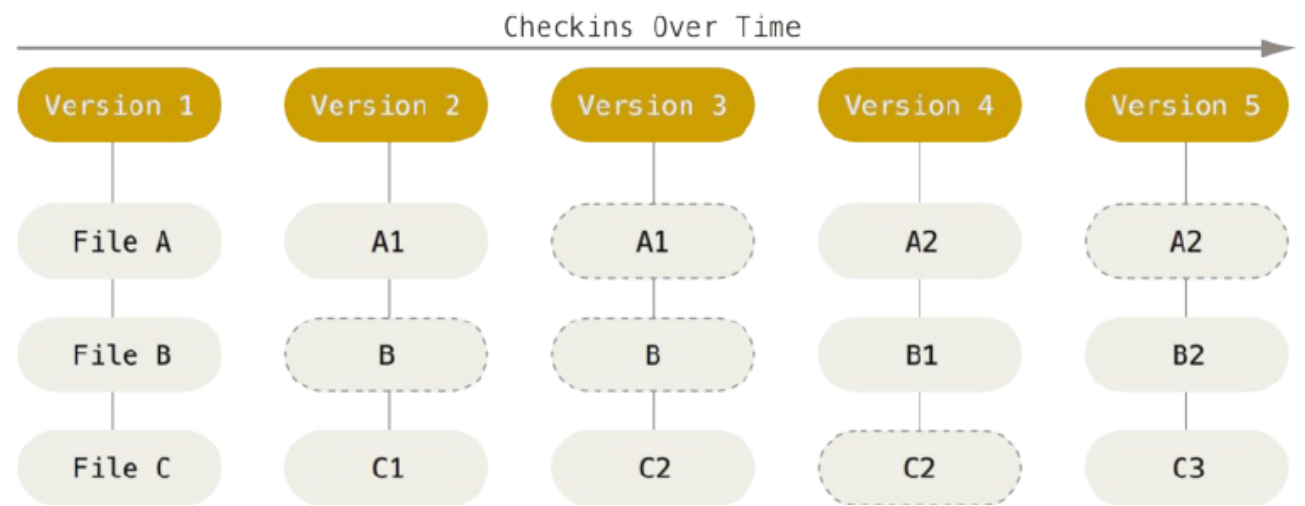 Checkins Over Time
Version 1 Version 2 Version 3 Version 4 Version 5
File A A1 A1 A2 A2
File B B B B1 B2
File C C1 C2 C2 C3